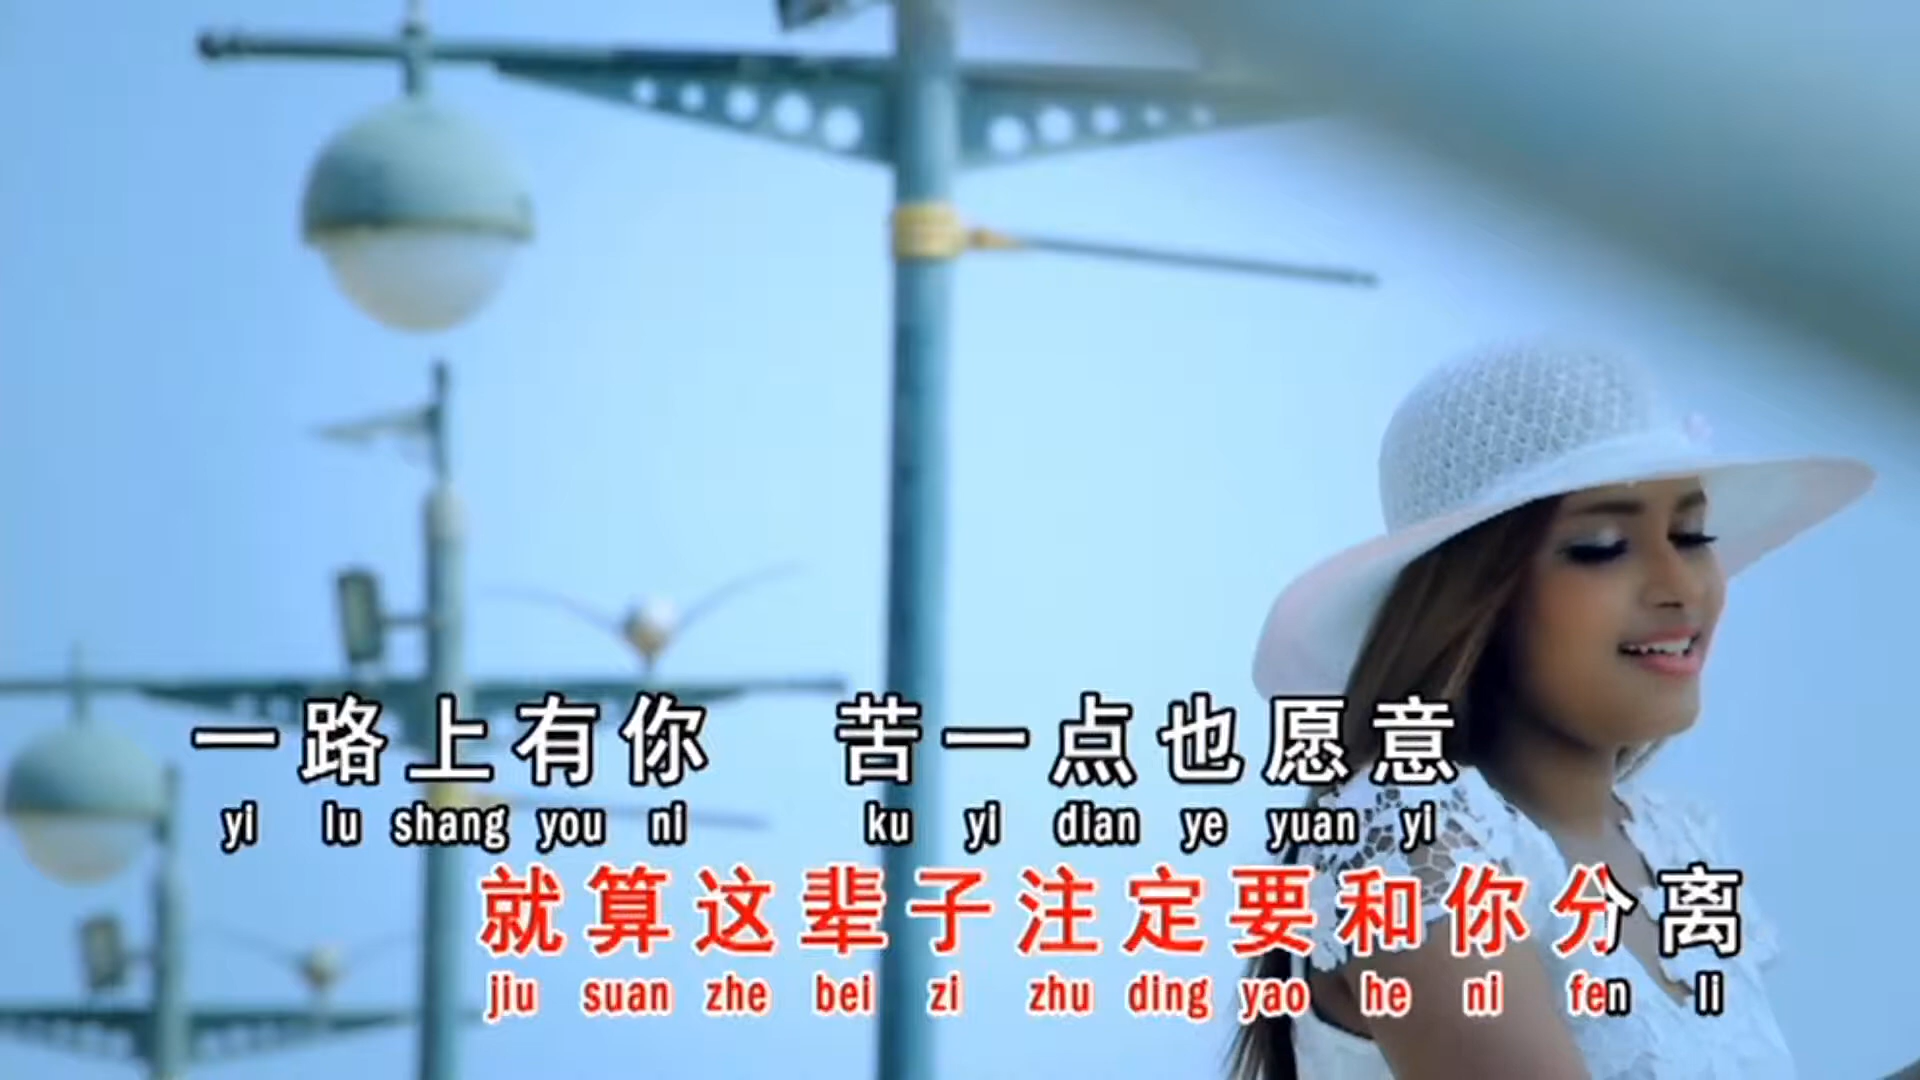 一路上有你 苦一点也愿意
yi lu shang you ni ku yi dian ye yuan yi
就算这辈子注定要和你分离
jiu suan zhe bei zi zhu ding yao he ni fen li